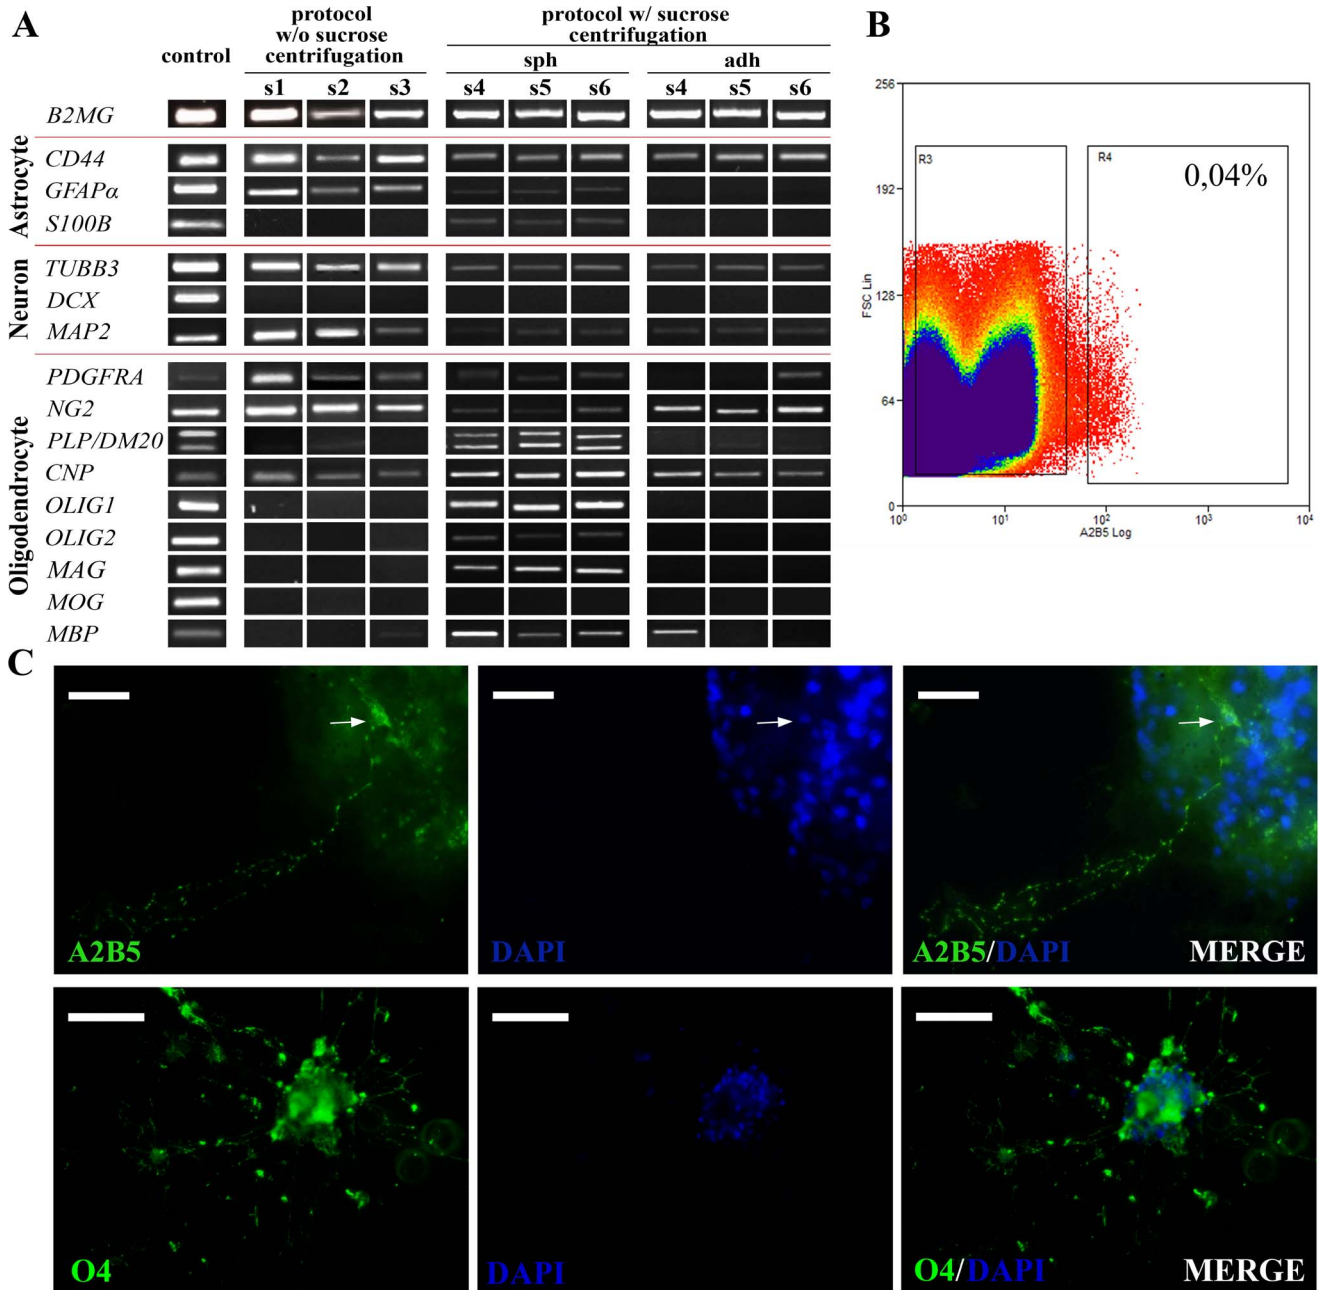 A
protocol
w/o sucrose
centrifugation
protocol w/ sucrose
centrifugation
control
sph
adh
s1 s2 s3 s4 s5 s6 s4 s5 s6
B2MG
Astrocyte
CD44
GFAPα
S100B
Neuron
TUBB3
DCX
MAP2
Oligodendrocyte
PDGFRA
NG2
PLP/DM20
CNP
OLIG1
OLIG2
MAG
MOG
MBP
B
256
192
128
64
0
FSC Lin
R3
R4
0,04%
10⁰ 10¹ 10² 10³ 10⁴
A2B5 Log
C
A2B5
DAPI
A2B5/DAPI MERGE
O4
DAPI
O4/DAPI MERGE